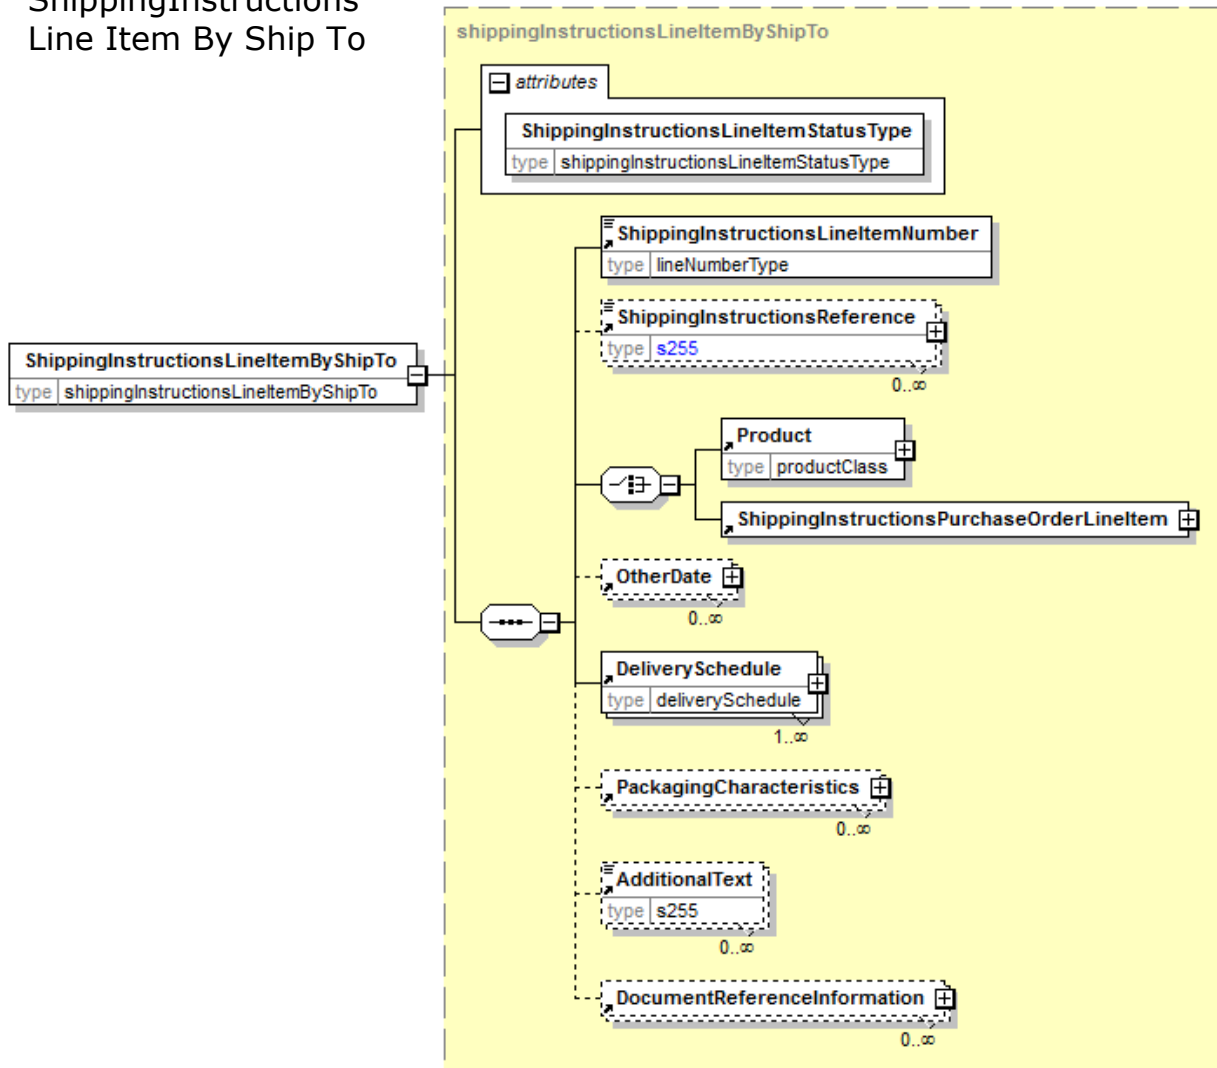 ShippingInstructions
Line Item By Ship To
shippingInstructionsLineItemByShipTo
attributes
ShippingInstructionsLineItemStatusType
type shippingInstructionsLineItemStatusType
ShippingInstructionsLineItemNumber
type lineNumberType
ShippingInstructionsReference
type s255
0..∞
ShippingInstructionsLineItemByShipTo
type shippingInstructionsLineItemByShipTo
Product
type productClass
ShippingInstructionsPurchaseOrderLineItem
OtherDate
0..∞
DeliverySchedule
type deliverySchedule
1..∞
PackagingCharacteristics
0..∞
AdditionalText
type s255
0..∞
DocumentReferenceInformation
0..∞